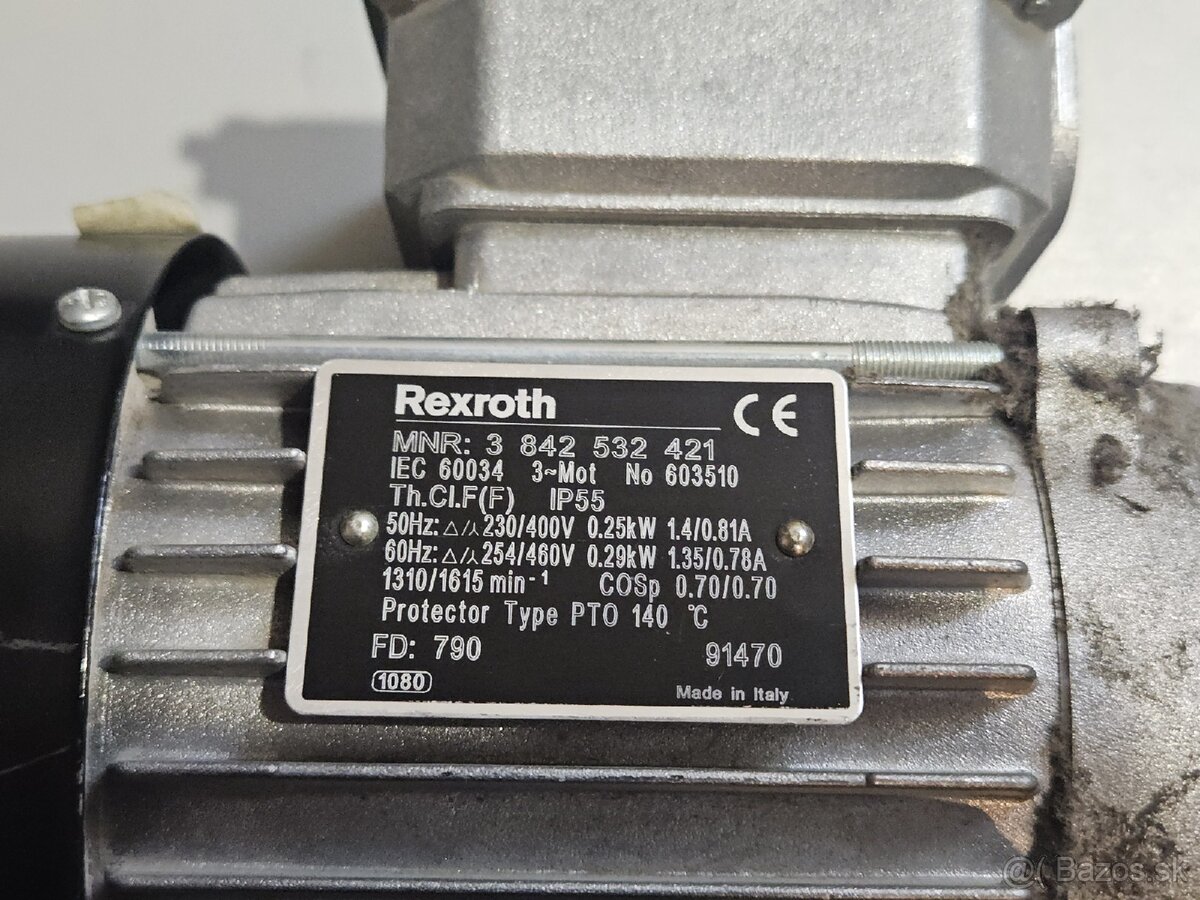 Rexroth CE
MNR: 3 842 532 421
IEC 60034 3~Mot No 603510
Th.Cl.F(F) IP55
50Hz: △/⅄ 230/400V 0.25kW 1.4/0.81A
60Hz: △/⅄ 254/460V 0.29kW 1.35/0.78A
1310/1615 min⁻¹ COSp 0.70/0.70
Protector Type PTO 140 °C
FD: 790 91470
1080
Made in Italy
@( Bazos.sk